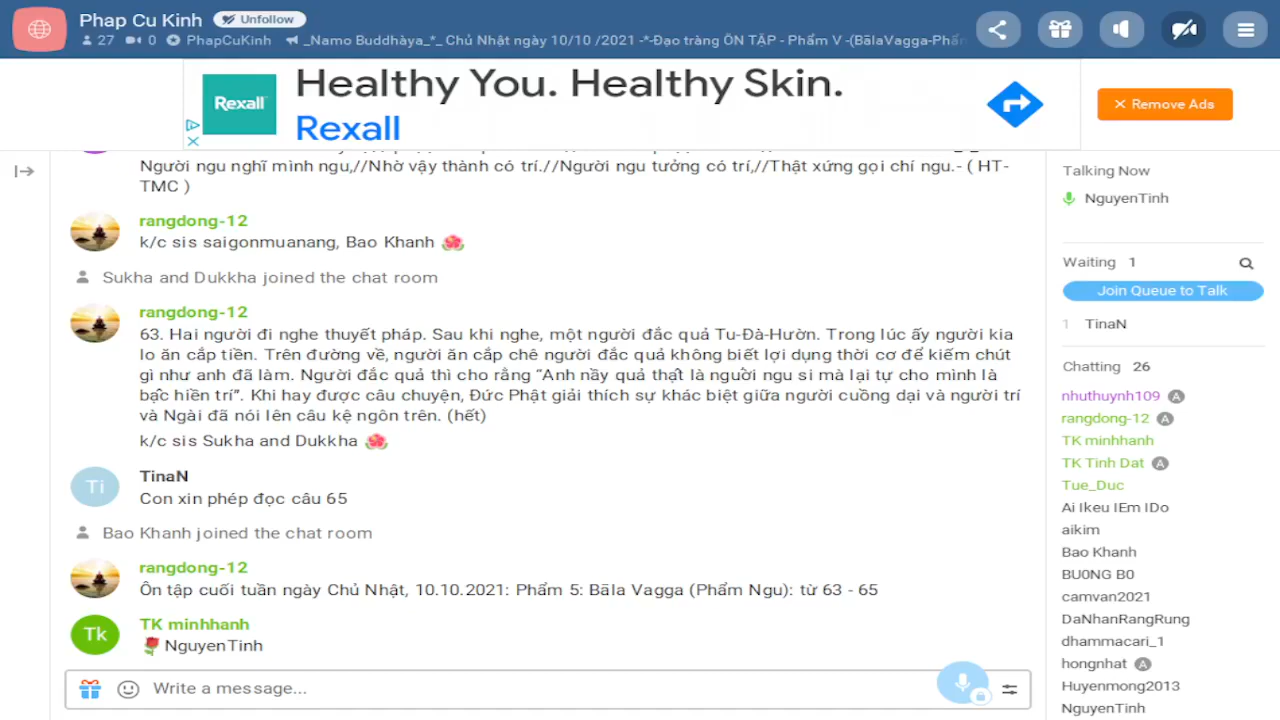 Phap Cu Kinh
Unfollow
27
0
PhapCuKinh
_Namo Buddhàya_*_ Chủ Nhật ngày 10/10 /2021 -*-Đạo tràng ÔN TẬP - Phẩm V -(BālaVagga-Phẩm
Rexall
Healthy You. Healthy Skin.
Rexall
Remove Ads
Người ngu nghĩ mình ngu,//Nhờ vậy thành có trí.//Người ngu tưởng có trí,//Thật xứng gọi chí ngu.- ( HT-
TMC )
rangdong-12
k/c sis saigonmuanang, Bao Khanh
Sukha and Dukkha joined the chat room
rangdong-12
63. Hai người đi nghe thuyết pháp. Sau khi nghe, một người đắc quả Tu-Đà-Hườn. Trong lúc ấy người kia
lo ăn cắp tiền. Trên đường về, người ăn cắp chê người đắc quả không biết lợi dụng thời cơ để kiếm chút
gì như anh đã làm. Người đắc quả thì cho rằng “Anh nầy quả thật là người ngu si mà lại tự cho mình là
bậc hiền trí”. Khi hay được câu chuyện, Đức Phật giải thích sự khác biệt giữa người cuồng dại và người trí
và Ngài đã nói lên câu kệ ngôn trên. (hết)
k/c sis Sukha and Dukkha
Ti
TinaN
Con xin phép đọc câu 65
Bao Khanh joined the chat room
rangdong-12
Ôn tập cuối tuần ngày Chủ Nhật, 10.10.2021: Phẩm 5: Bāla Vagga (Phẩm Ngu): từ 63 - 65
Tk
TK minhhanh
NguyenTinh
Write a message...
Talking Now
NguyenTinh
Waiting 1
Join Queue to Talk
1 TinaN
Chatting 26
nhuthuynh109 A
rangdong-12 A
TK minhhanh
TK Tinh Dat A
Tue_Duc
Ai Ikeu IEm IDo
aikim
Bao Khanh
BU0NG B0
camvan2021
DaNhanRangRung
dhammacari_1
hongnhat A
Huyenmong2013
NguyenTinh